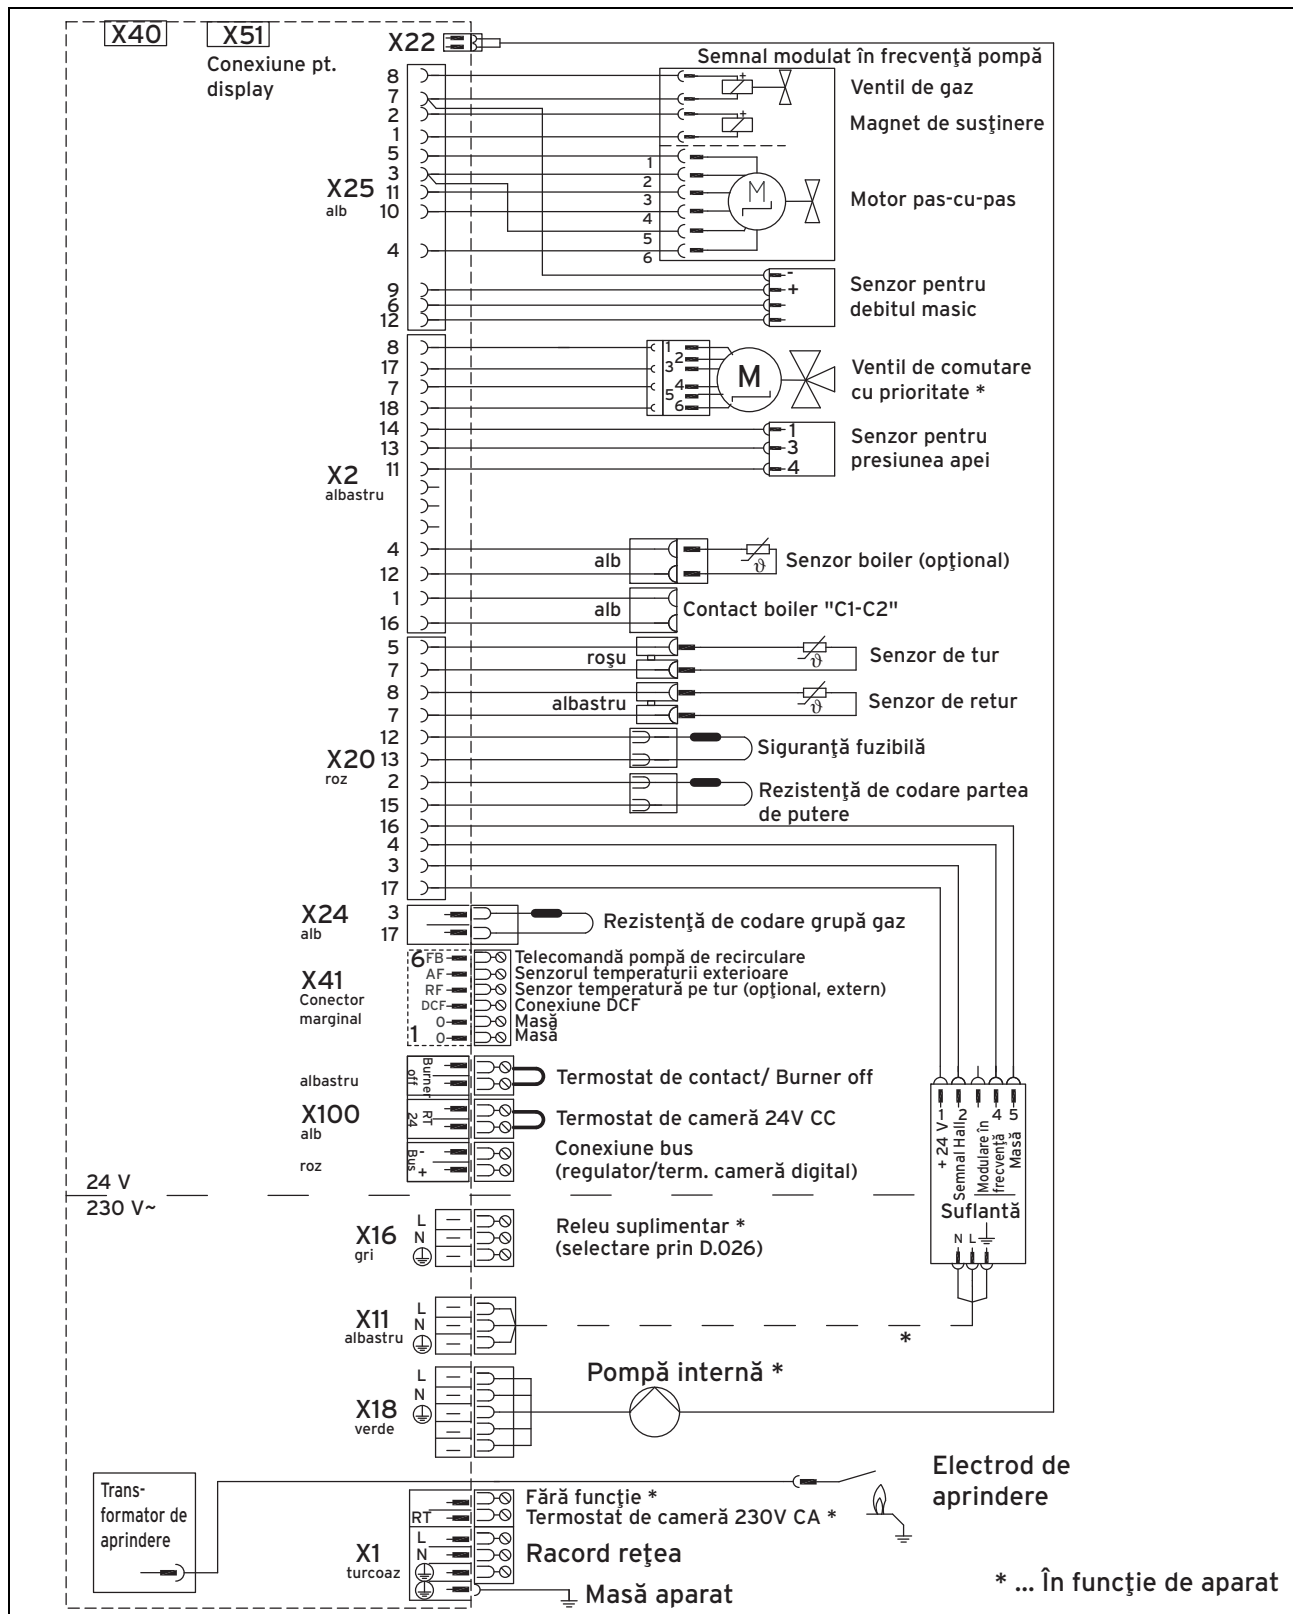 X40
X51
Conexiune pt.
display
X22
Semnal modulat în frecvenţă pompă
8
7
2
1
5
3
11
10
4
9
6
12
X25
alb
+
+
1
2
3
4
5
6
M
Ventil de gaz
Magnet de susţinere
Motor pas-cu-pas
-
+
Senzor pentru
debitul masic
8
17
7
18
14
13
11
X2
albastru
4
12
1
16
1
2
3
4
5
6
M
Ventil de comutare
cu prioritate *
1
3
4
Senzor pentru
presiunea apei
alb
ϑ
Senzor boiler (opţional)
alb
Contact boiler "C1-C2"
5
7
8
7
12
13
2
15
16
4
3
17
X20
roz
roşu
ϑ
Senzor de tur
albastru
ϑ
Senzor de retur
Siguranţă fuzibilă
Rezistenţă de codare partea
de putere
X24
alb
3
17
Rezistenţă de codare grupă gaz
X41
Conector
marginal
6 FB
AF
RF
DCF
0
1 0
Telecomandă pompă de recirculare
Senzorul temperaturii exterioare
Senzor temperatură pe tur (opţional, extern)
Conexiune DCF
Masă
Masă
albastru
Burner
off
Termostat de contact/ Burner off
X100
alb
RT
24
Termostat de cameră 24V CC
roz
Bus
-
+
Conexiune bus
(regulator/term. cameră digital)
1 2 4 5
+ 24 V
Semnal Hall
Modulare în
frecvenţă
Masă
Suflantă
N L
24 V
230 V~
X16
gri
L
N
Releu suplimentar *
(selectare prin D.026)
X11
albastru
L
N
*
Pompă internă *
X18
verde
L
N
Trans-
formator de
aprindere
Electrod de
aprindere
X1
turcoaz
RT
L
N
Fără funcţie *
Termostat de cameră 230V CA *
Racord reţea
Masă aparat
* ... În funcţie de aparat